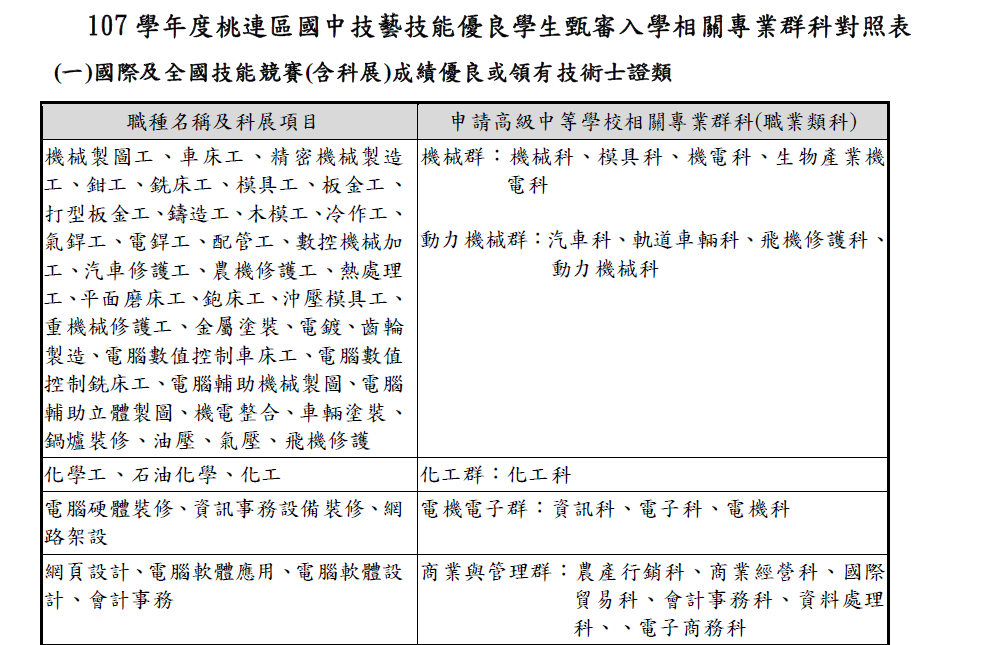 107 學年度桃連區國中技藝技能優良學生甄審入學相關專業群科對照表
(一)國際及全國技能競賽(含科展)成績優良或領有技術士證類
職種名稱及科展項目
申請高級中等學校相關專業群科(職業類科)
機械製圖工、車床工、精密機械製造
工、鉗工、銑床工、模具工、板金工、
打型板金工、鑄造工、木模工、冷作工、
氣銲工、電銲工、配管工、數控機械加
工、汽車修護工、農機修護工、熱處理
工、平面磨床工、鉋床工、沖壓模具工、
重機械修護工、金屬塗裝、電鍍、齒輪
製造、電腦數值控制車床工、電腦數值
控制銑床工、電腦輔助機械製圖、電腦
輔助立體製圖、機電整合、車輛塗裝、
鍋爐裝修、油壓、氣壓、飛機修護
機械群：機械科、模具科、機電科、生物產業機
電科
動力機械群：汽車科、軌道車輛科、飛機修護科、
動力機械科
化學工、石油化學、化工
化工群：化工科
電腦硬體裝修、資訊事務設備裝修、網
路架設
電機電子群：資訊科、電子科、電機科
網頁設計、電腦軟體應用、電腦軟體設
計、會計事務
商業與管理群：農產行銷科、商業經營科、國際
貿易科、會計事務科、資料處理
科、、電子商務科